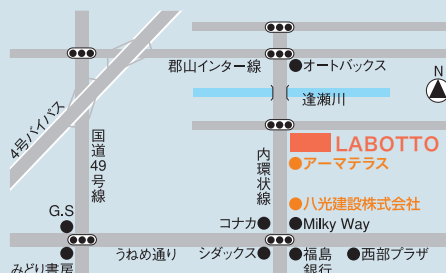 郡山インター線
オートバックス
N
逢瀬川
4号バイパス
国道49号線
内環状線
LABOTTO
アーマテラス
八光建設株式会社
G.S
コナカ
Milky Way
うねめ通り
シダックス
福島
銀行
西部プラザ
みどり書房